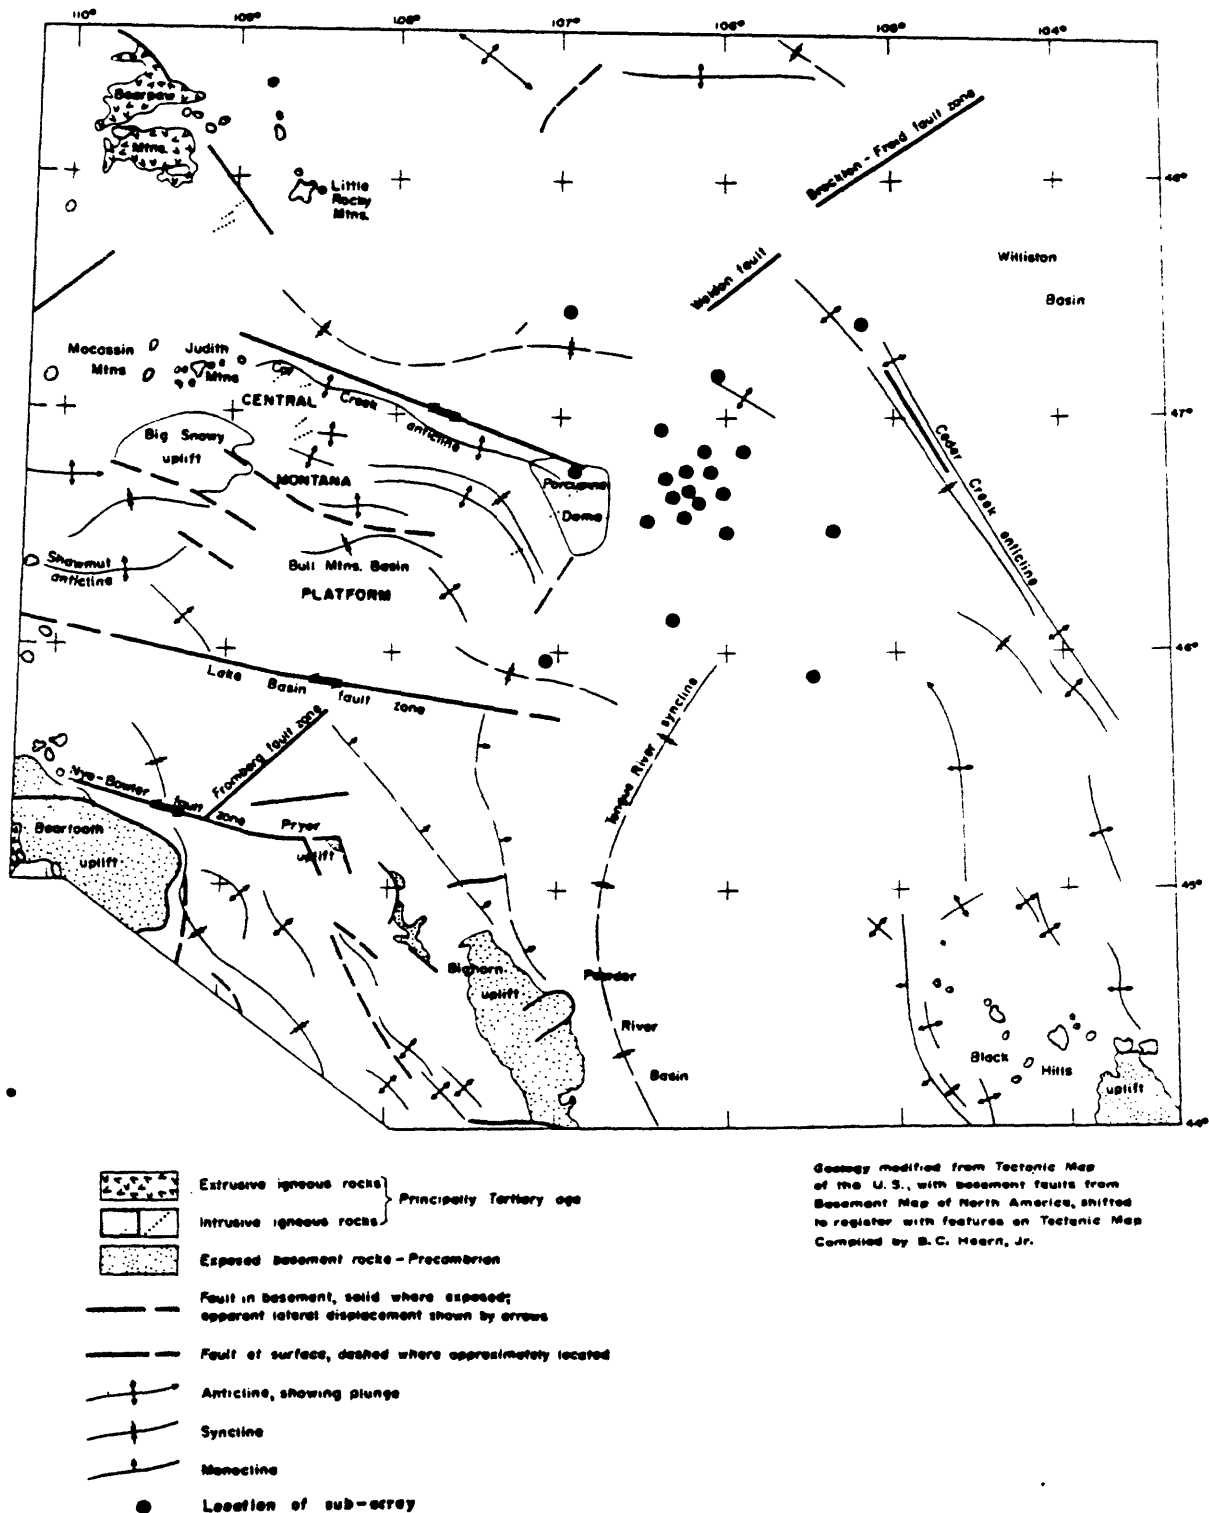 110° 109° 108° 107° 106° 105° 104°
Bearpaw
Mtns.
Little
Rocky
Mtns.
Brockton - Froid fault zone
48°
Weldon fault
Williston
Basin
Mocassin
Mtns
Judith
Mtns
Cat
Creek
anticline
CENTRAL
47°
Big Snowy
uplift
MONTANA
Porcupine
Dome
Cedar
Creek
anticline
Shawmut
anticline
Bull Mtns. Basin
PLATFORM
46°
Lake Basin fault zone
Tongue River syncline
Nye-Bowler
fault
zone
Fromberg fault zone
Pryor
uplift
Beartooth
uplift
45°
Bighorn
uplift
Powder
River
Basin
Black
Hills
uplift
44°
Extrusive igneous rocks
Principally Tertiary age
Intrusive igneous rocks
Exposed basement rocks - Precambrian
Fault in basement, solid where exposed;
apparent lateral displacement shown by arrows
Fault at surface, dashed where approximately located
Anticline, showing plunge
Syncline
Monocline
Location of sub-array
Geology modified from Tectonic Map
of the U.S., with basement faults from
Basement Map of North America, shifted
to register with features on Tectonic Map
Compiled by B.C. Hearn, Jr.